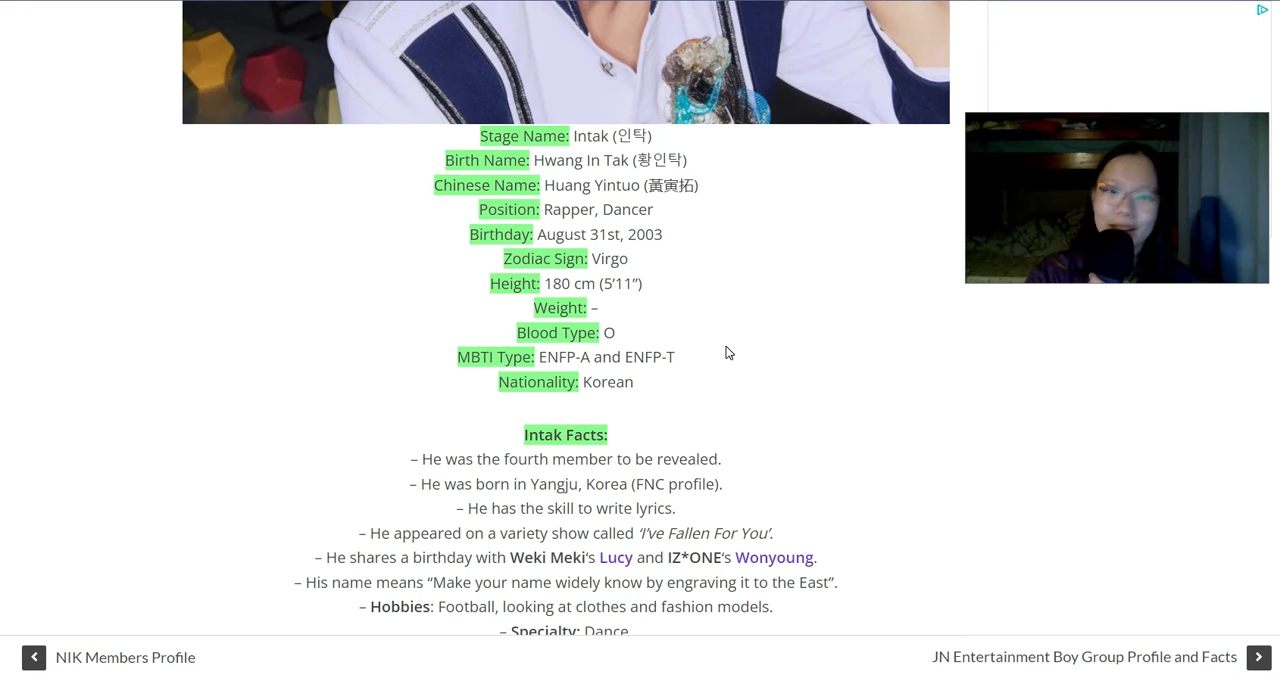 Stage Name: Intak (인탁)
Birth Name: Hwang In Tak (황인탁)
Chinese Name: Huang Yintuo (黃寅拓)
Position: Rapper, Dancer
Birthday: August 31st, 2003
Zodiac Sign: Virgo
Height: 180 cm (5’11”)
Weight: –
Blood Type: O
MBTI Type: ENFP-A and ENFP-T
Nationality: Korean
Intak Facts:
– He was the fourth member to be revealed.
– He was born in Yangju, Korea (FNC profile).
– He has the skill to write lyrics.
– He appeared on a variety show called ‘I’ve Fallen For You’.
– He shares a birthday with Weki Meki‘s Lucy and IZ*ONE‘s Wonyoung.
– His name means “Make your name widely know by engraving it to the East”.
– Hobbies: Football, looking at clothes and fashion models.
– Specialty: Dance
NIK Members Profile
JN Entertainment Boy Group Profile and Facts